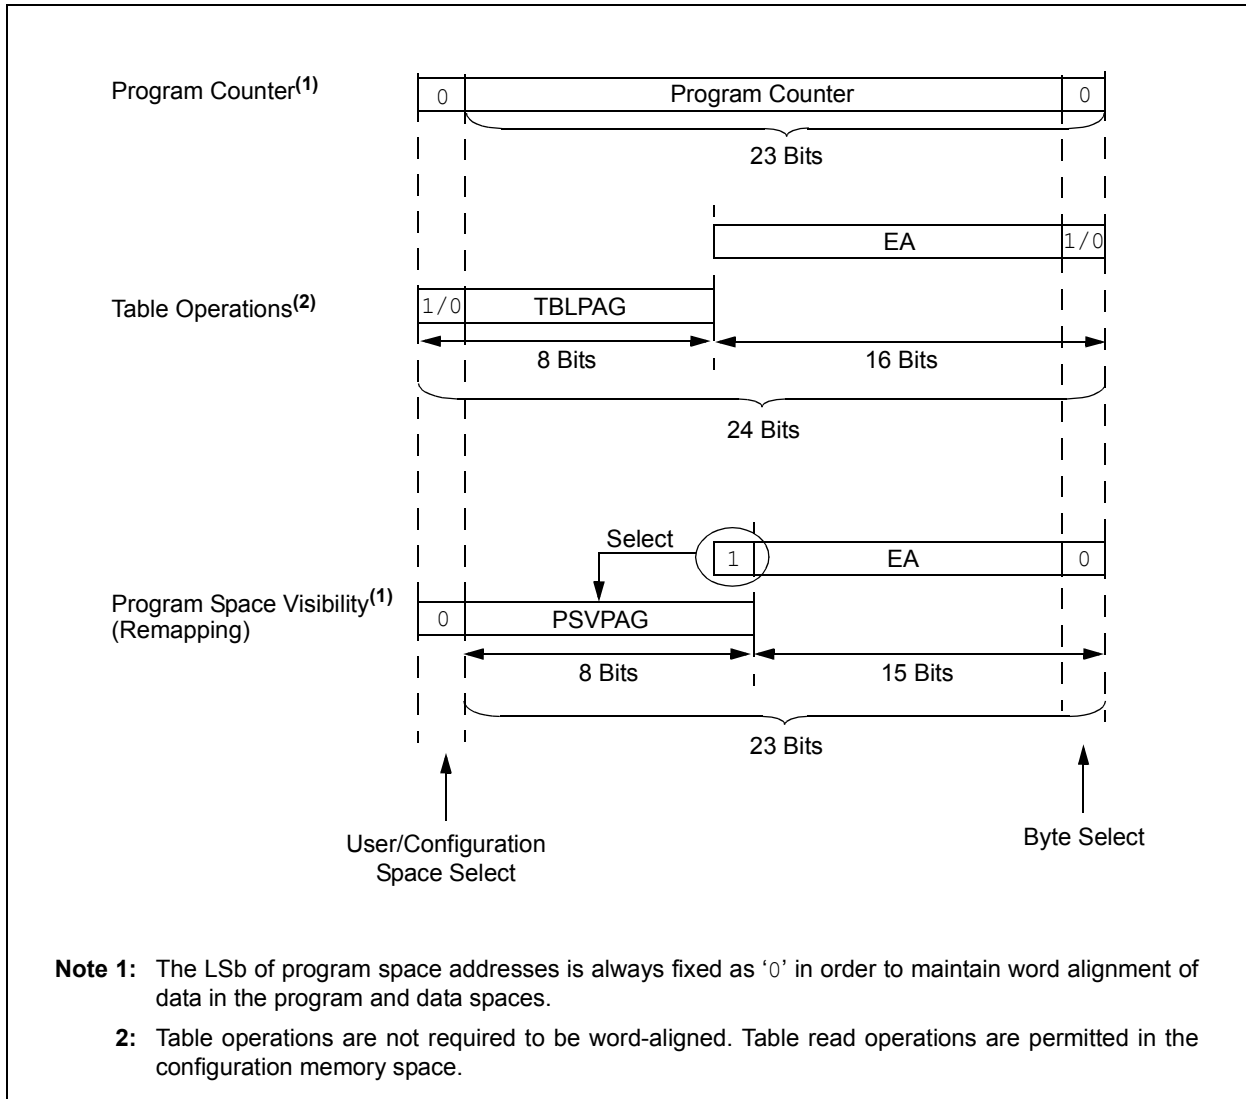 Program Counter(1)
0 Program Counter 0
23 Bits
EA 1/0
Table Operations(2)
1/0 TBLPAG
8 Bits 16 Bits
24 Bits
Select
1 EA 0
Program Space Visibility(1)
(Remapping)
0 PSVPAG
8 Bits 15 Bits
23 Bits
User/Configuration
Space Select
Byte Select
Note 1: The LSb of program space addresses is always fixed as ‘0’ in order to maintain word alignment of
data in the program and data spaces.
2: Table operations are not required to be word-aligned. Table read operations are permitted in the
configuration memory space.